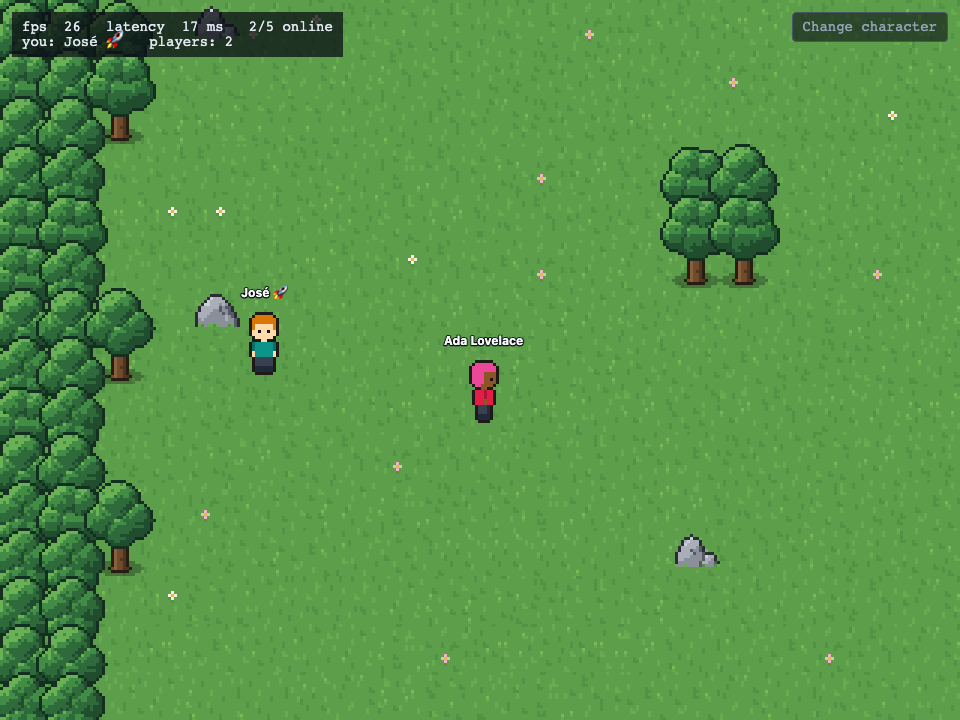 fps 26 latency 17 ms 2/5 online
you: José 🚀 players: 2
Change character
José 🚀
Ada Lovelace